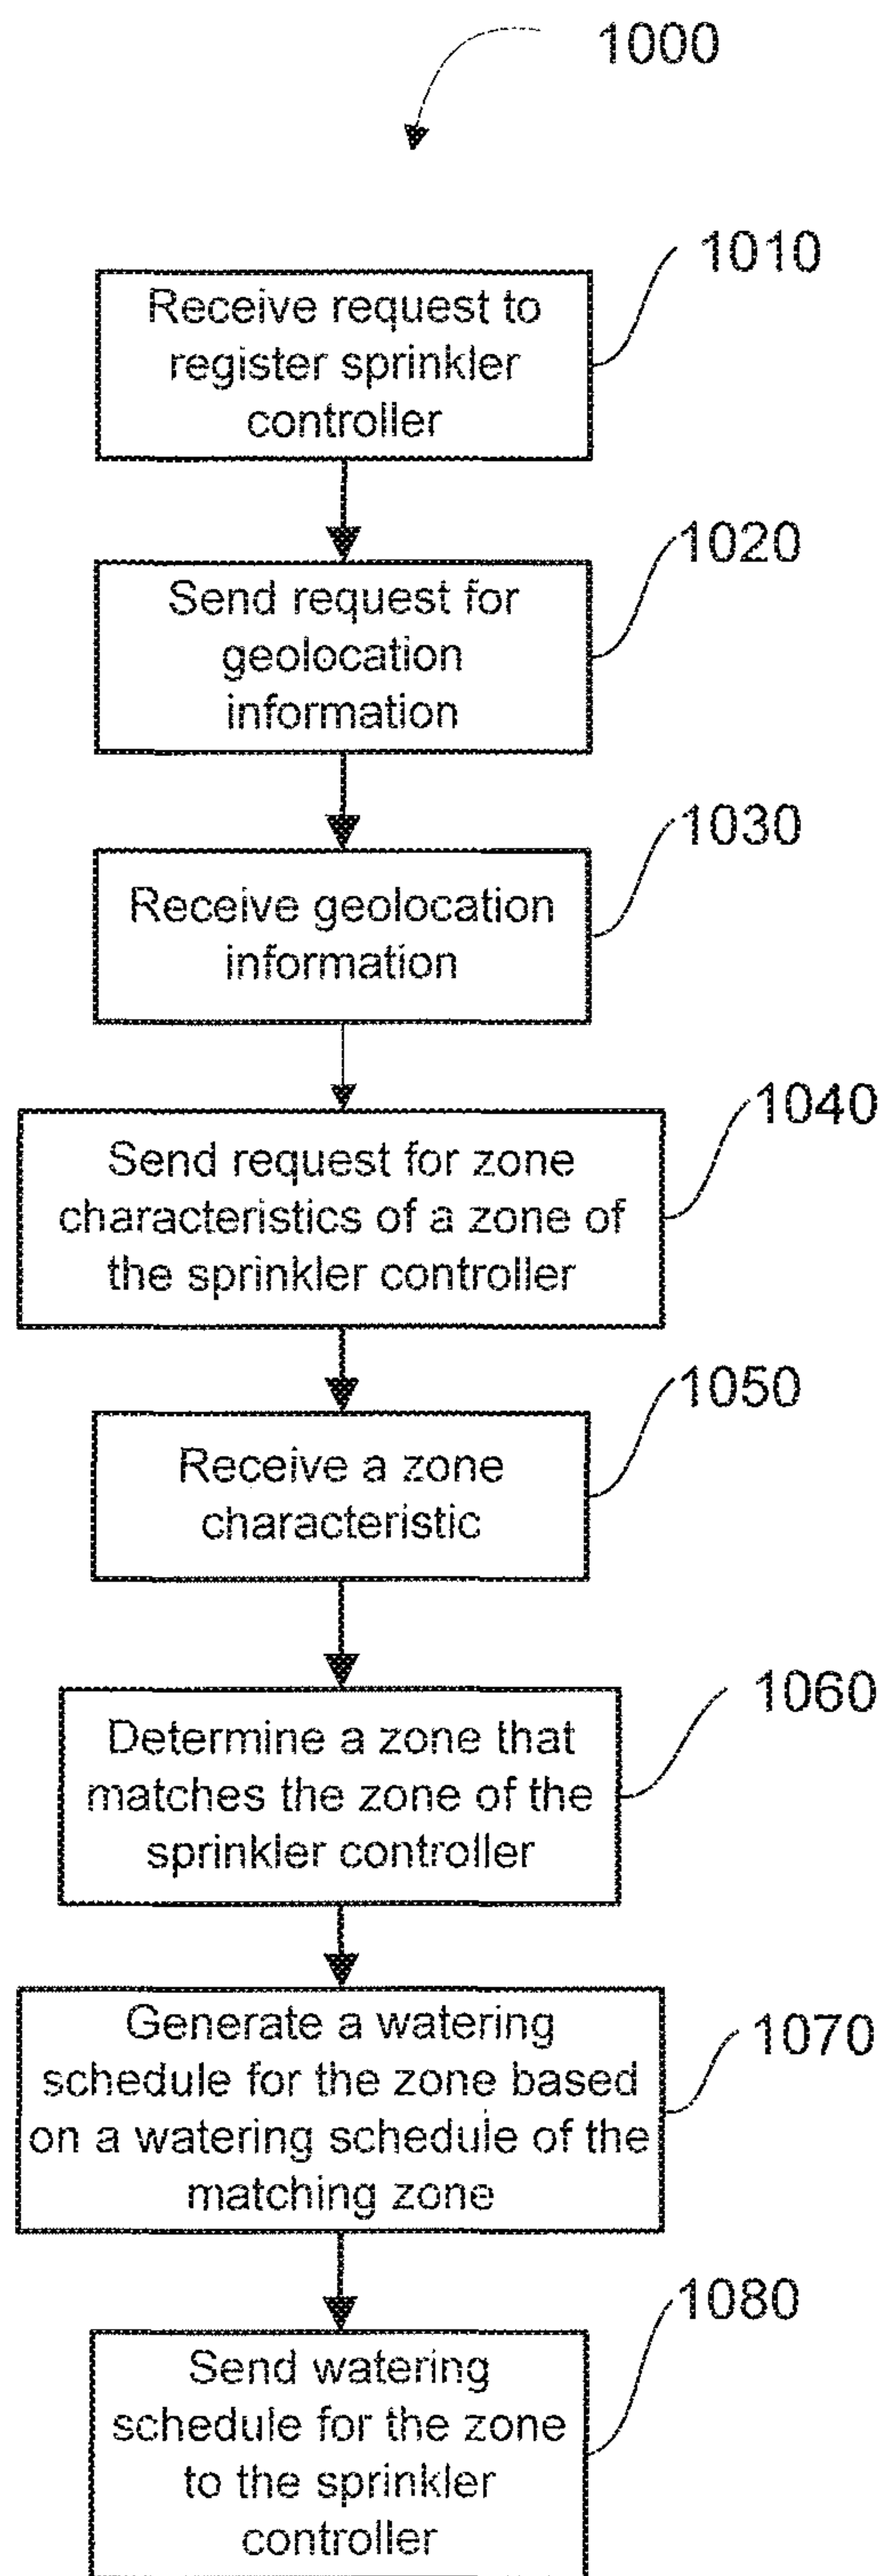 1000
1010
Receive request to
register sprinkler
controller
1020
Send request for
geolocation
information
1030
Receive geolocation
information
1040
Send request for zone
characteristics of a zone of
the sprinkler controller
1050
Receive a zone
characteristic
1060
Determine a zone that
matches the zone of the
sprinkler controller
1070
Generate a watering
schedule for the zone based
on a watering schedule of the
matching zone
1080
Send watering
schedule for the zone
to the sprinkler
controller